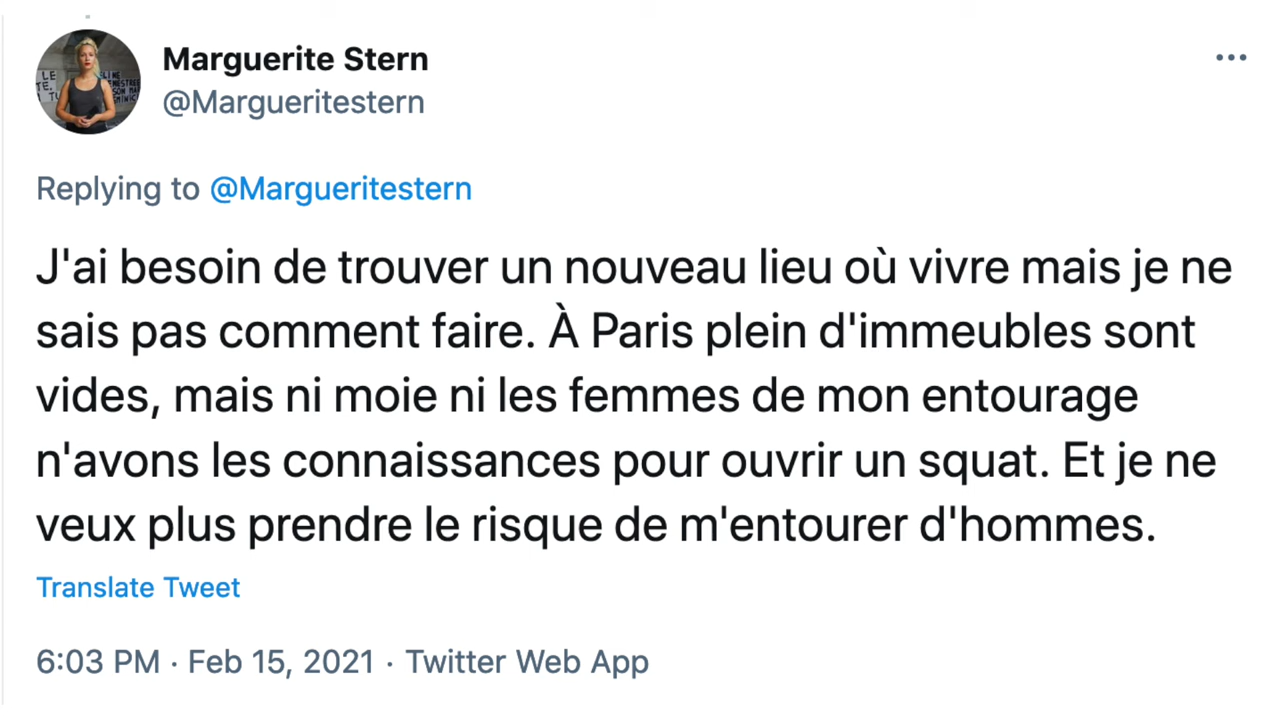 Marguerite Stern
@Margueritestern
Replying to @Margueritestern
J'ai besoin de trouver un nouveau lieu où vivre mais je ne
sais pas comment faire. À Paris plein d'immeubles sont
vides, mais ni moie ni les femmes de mon entourage
n'avons les connaissances pour ouvrir un squat. Et je ne
veux plus prendre le risque de m'entourer d'hommes.
Translate Tweet
6:03 PM · Feb 15, 2021 · Twitter Web App